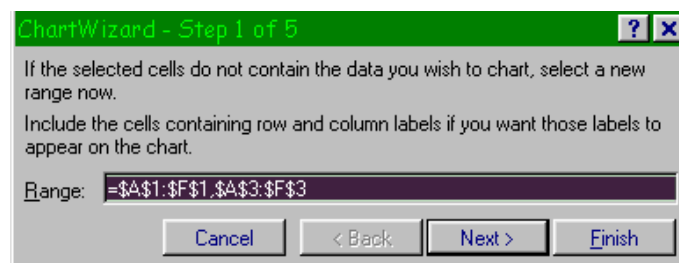 ChartWizard - Step 1 of 5 ? X
If the selected cells do not contain the data you wish to chart, select a new
range now.
Include the cells containing row and column labels if you want those labels to
appear on the chart.
Range: =$A$1:$F$1,$A$3:$F$3
Cancel < Back Next > Finish